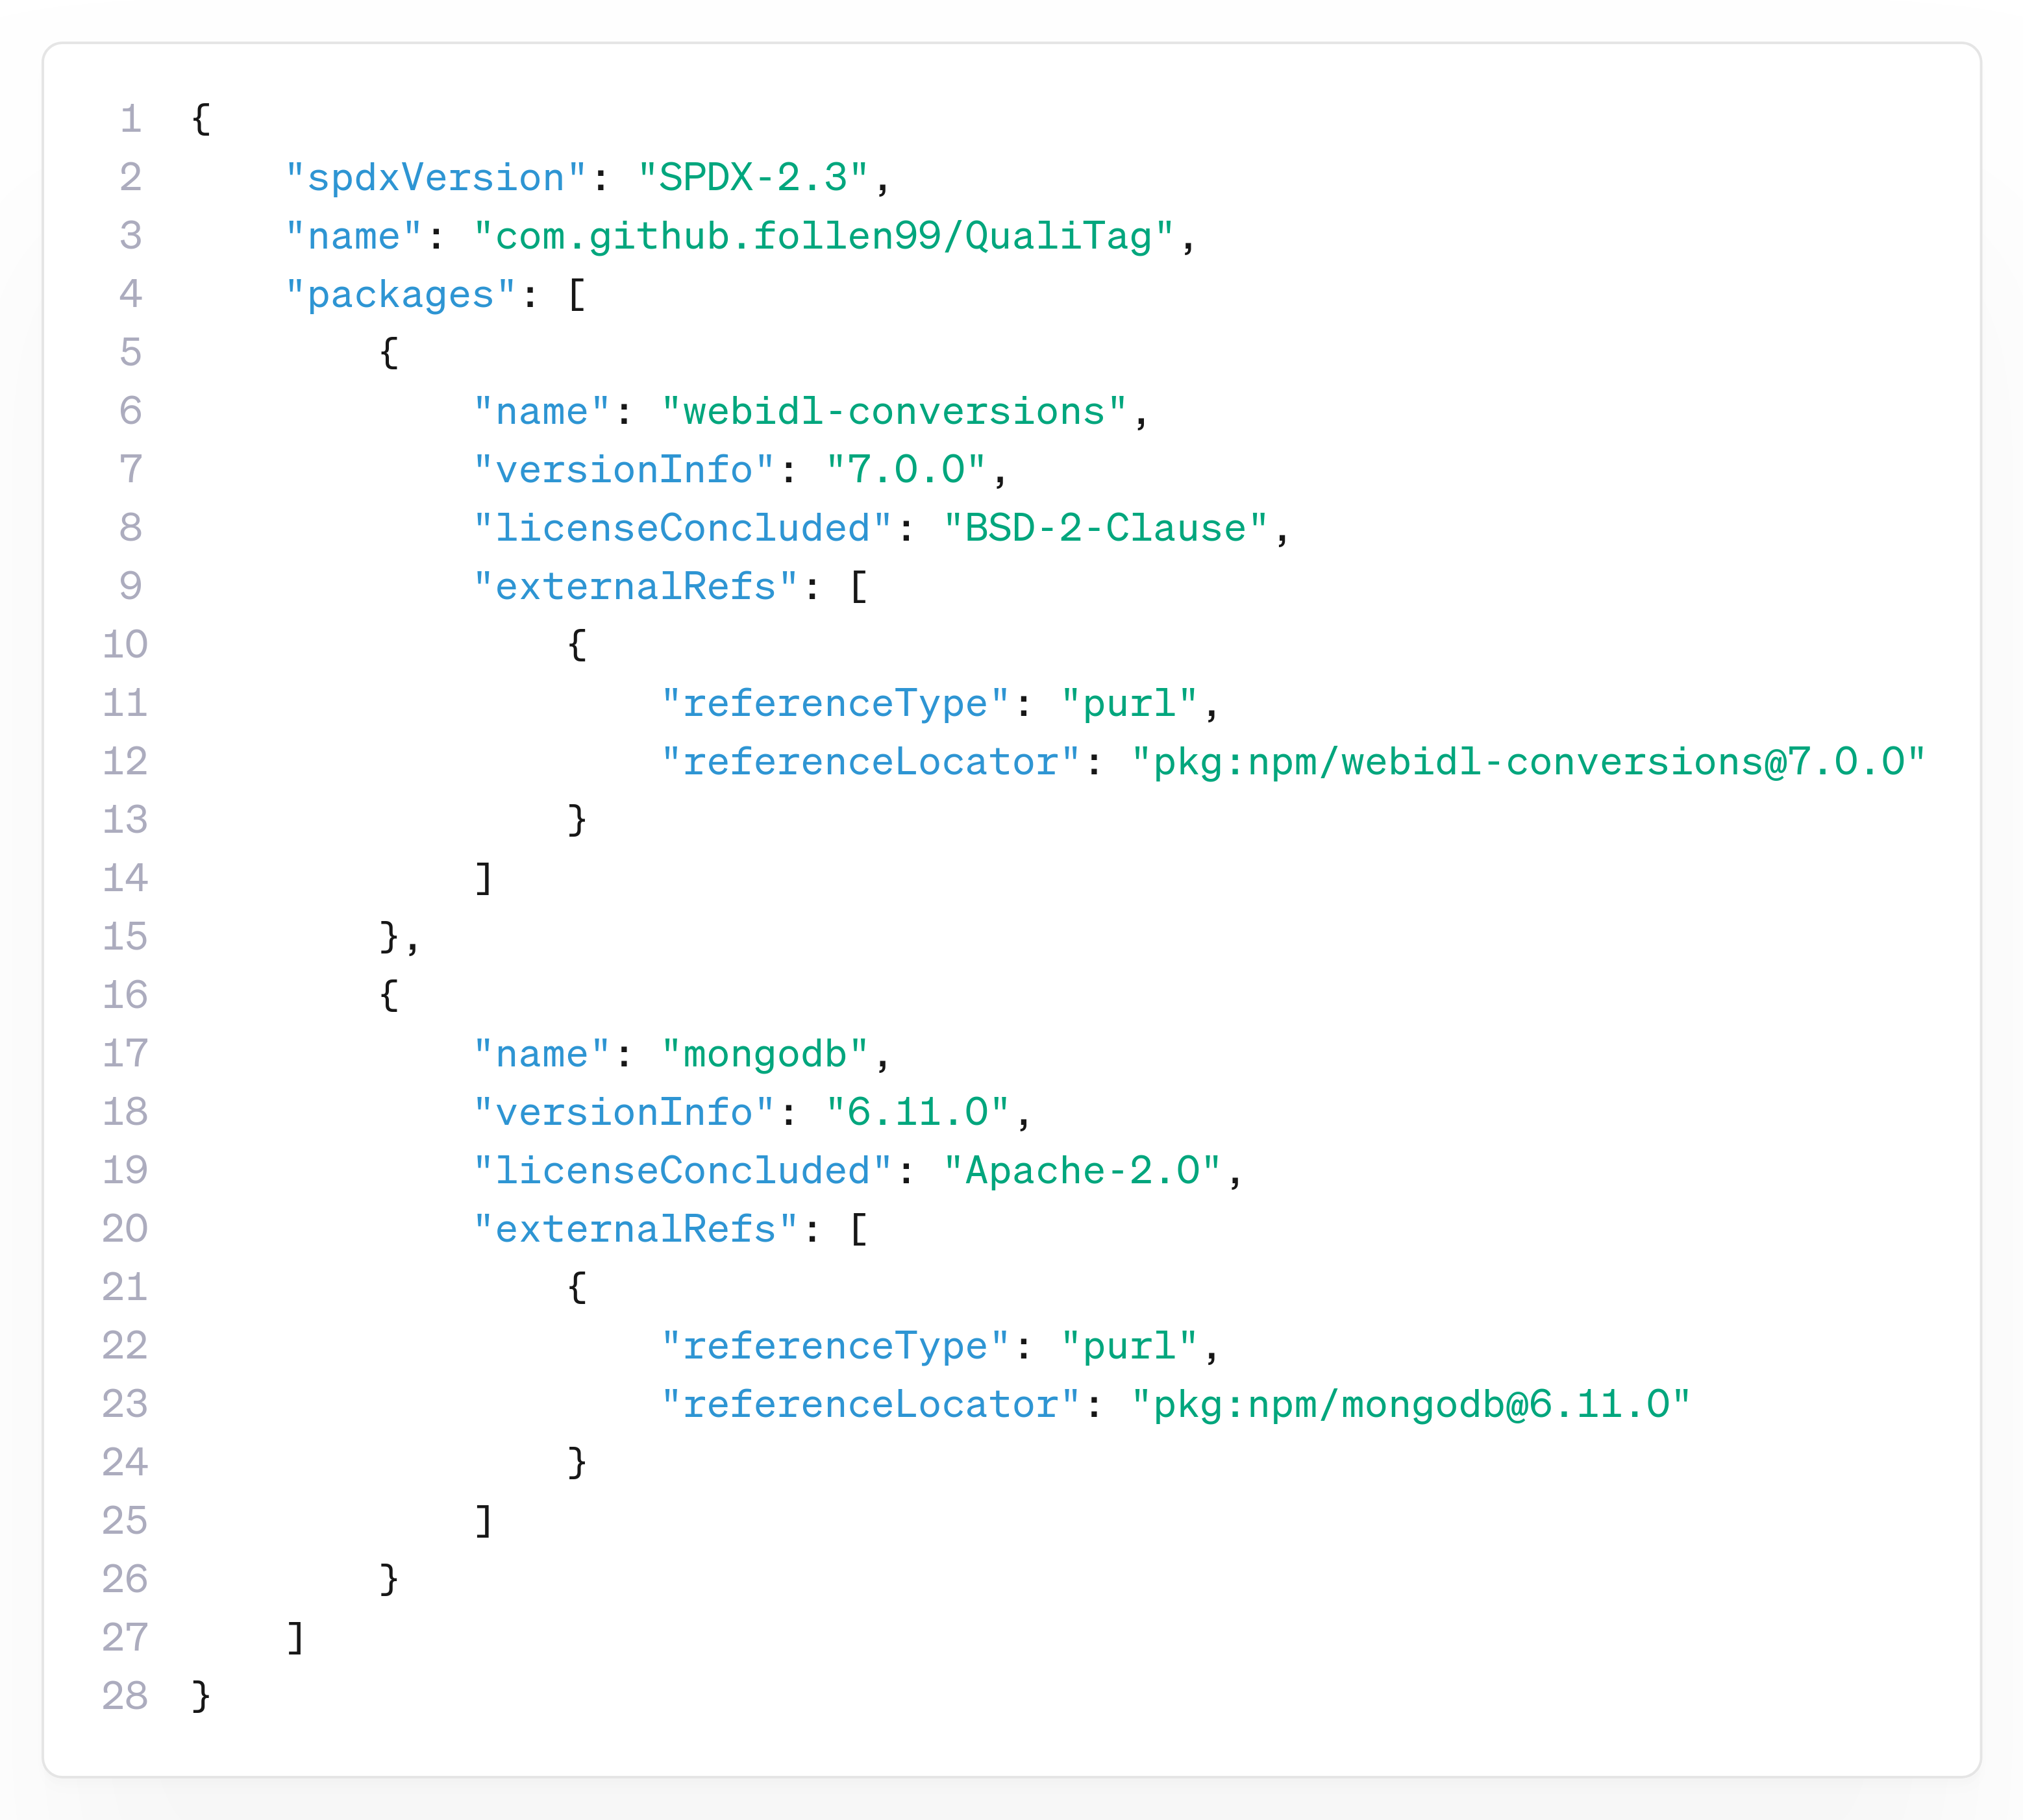 1 {
2     "spdxVersion": "SPDX-2.3",
3     "name": "com.github.follen99/QualiTag",
4     "packages": [
5         {
6             "name": "webidl-conversions",
7             "versionInfo": "7.0.0",
8             "licenseConcluded": "BSD-2-Clause",
9             "externalRefs": [
10                 {
11                     "referenceType": "purl",
12                     "referenceLocator": "pkg:npm/webidl-conversions@7.0.0"
13                 }
14             ]
15         },
16         {
17             "name": "mongodb",
18             "versionInfo": "6.11.0",
19             "licenseConcluded": "Apache-2.0",
20             "externalRefs": [
21                 {
22                     "referenceType": "purl",
23                     "referenceLocator": "pkg:npm/mongodb@6.11.0"
24                 }
25             ]
26         }
27     ]
28 }